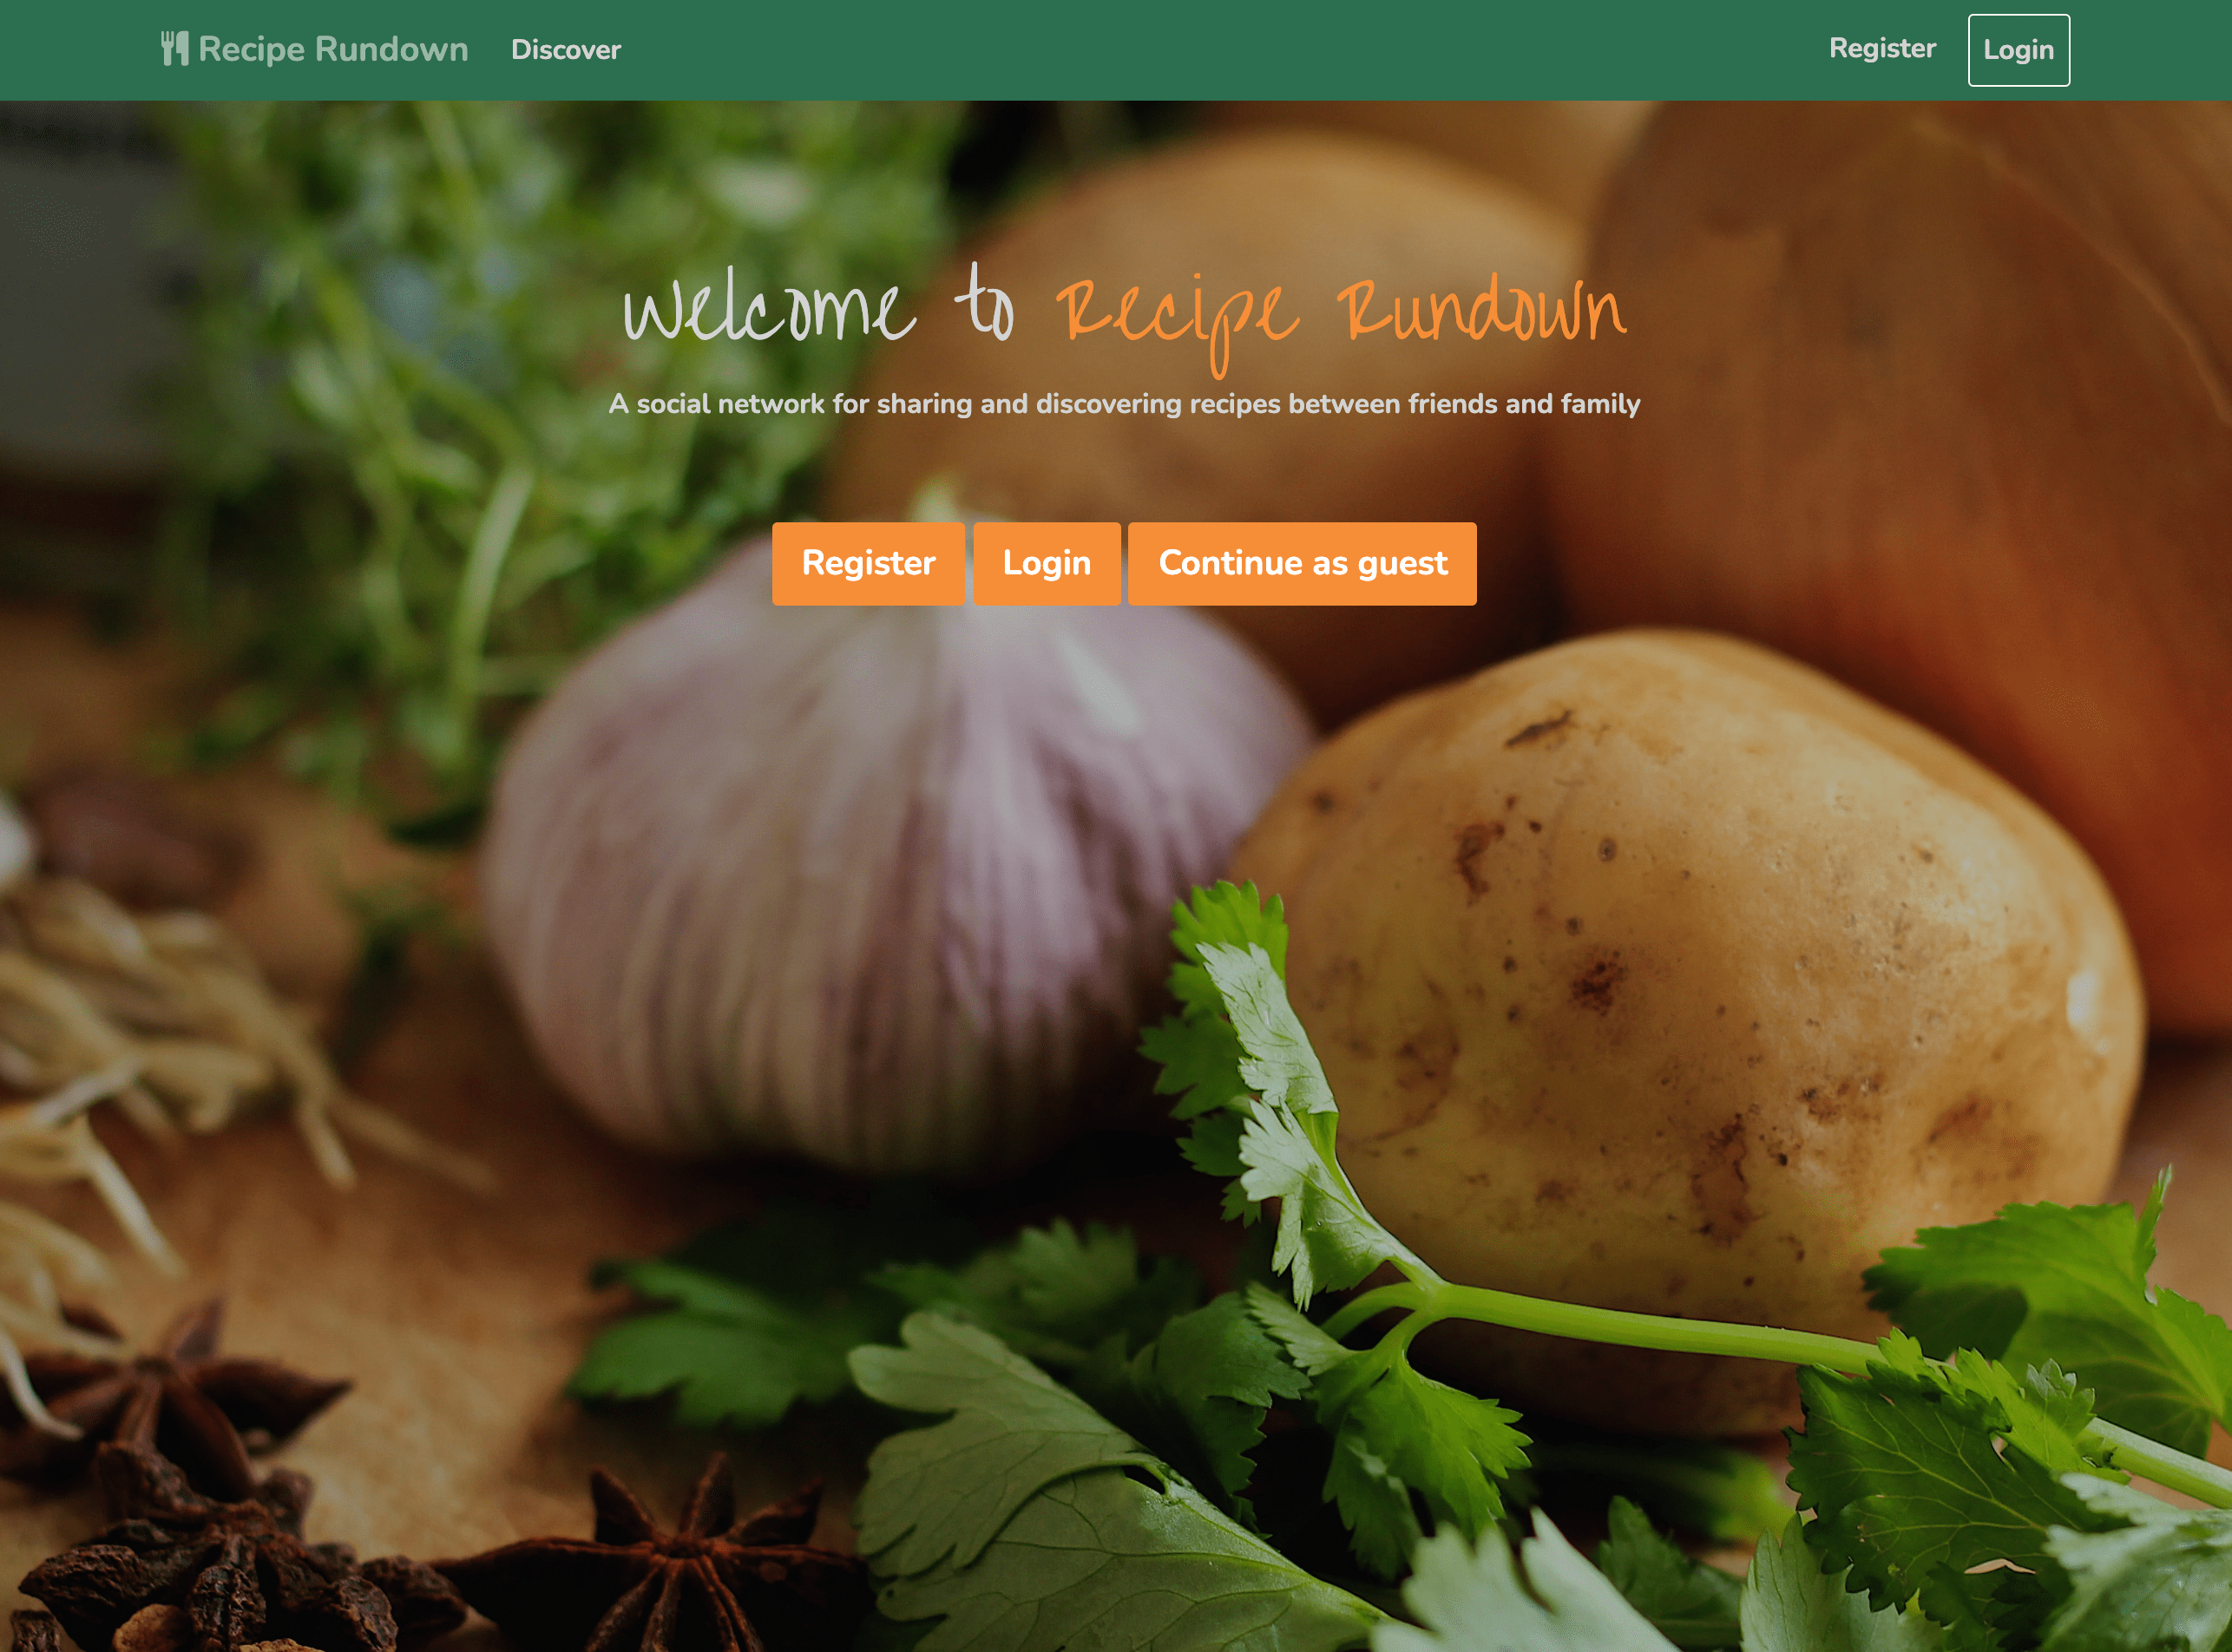 Recipe Rundown Discover Register Login
Welcome to Recipe Rundown
A social network for sharing and discovering recipes between friends and family
Register Login Continue as guest